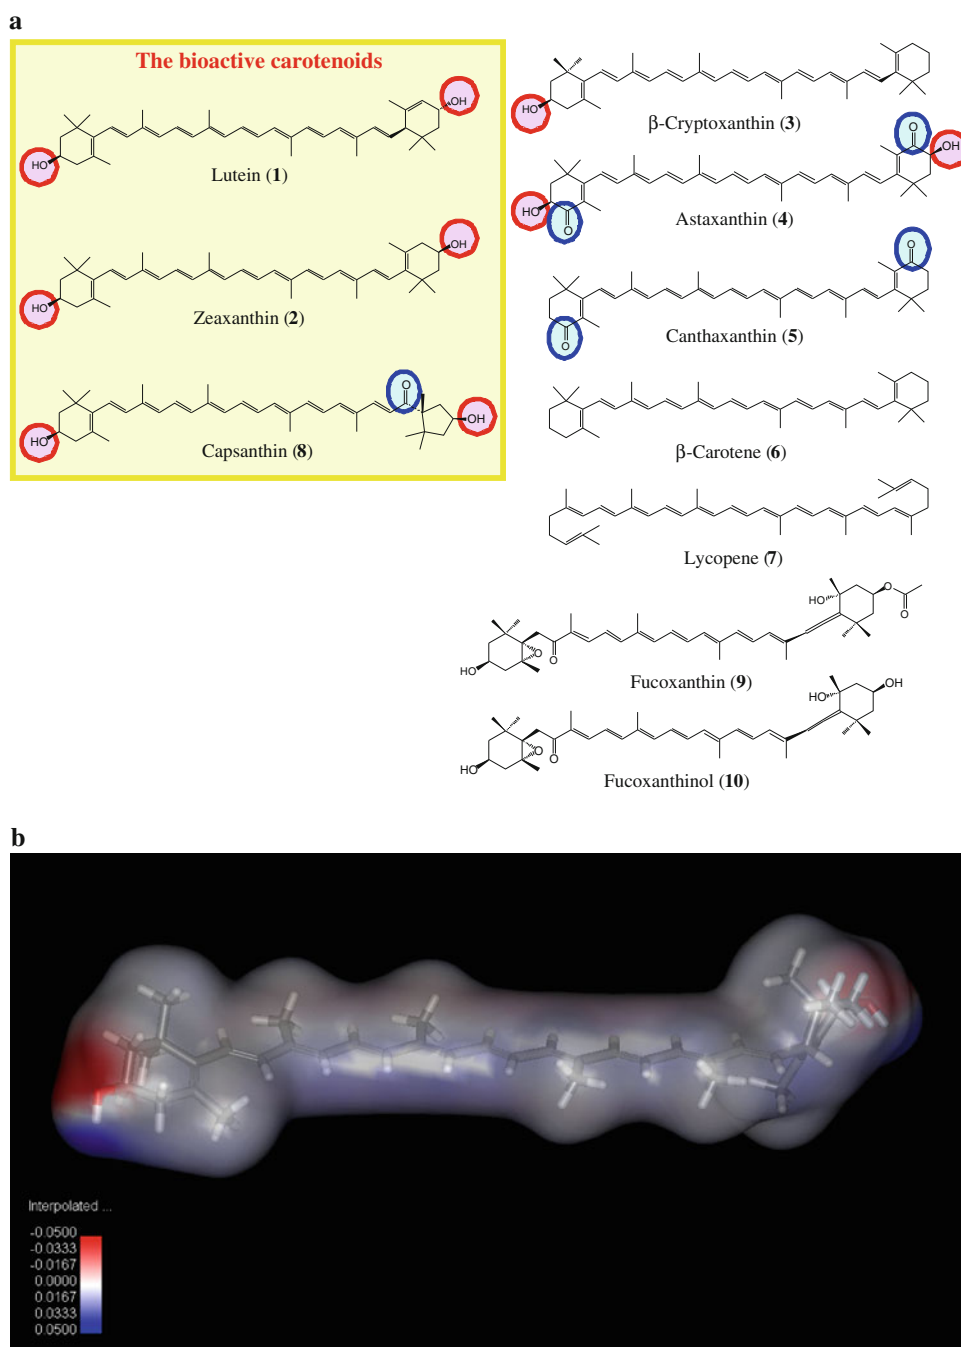 a
The bioactive carotenoids
OH
HO
Lutein (1)
OH
HO
Zeaxanthin (2)
O
OH
HO
Capsanthin (8)
HO
β-Cryptoxanthin (3)
O
OH
HO
O
Astaxanthin (4)
O
O
Canthaxanthin (5)
β-Carotene (6)
Lycopene (7)
HO
O
O
O
O
HO
Fucoxanthin (9)
OH
HO
O
O
HO
Fucoxanthinol (10)
b
Interpolated ...
-0.0500
-0.0333
-0.0167
0.0000
0.0167
0.0333
0.0500